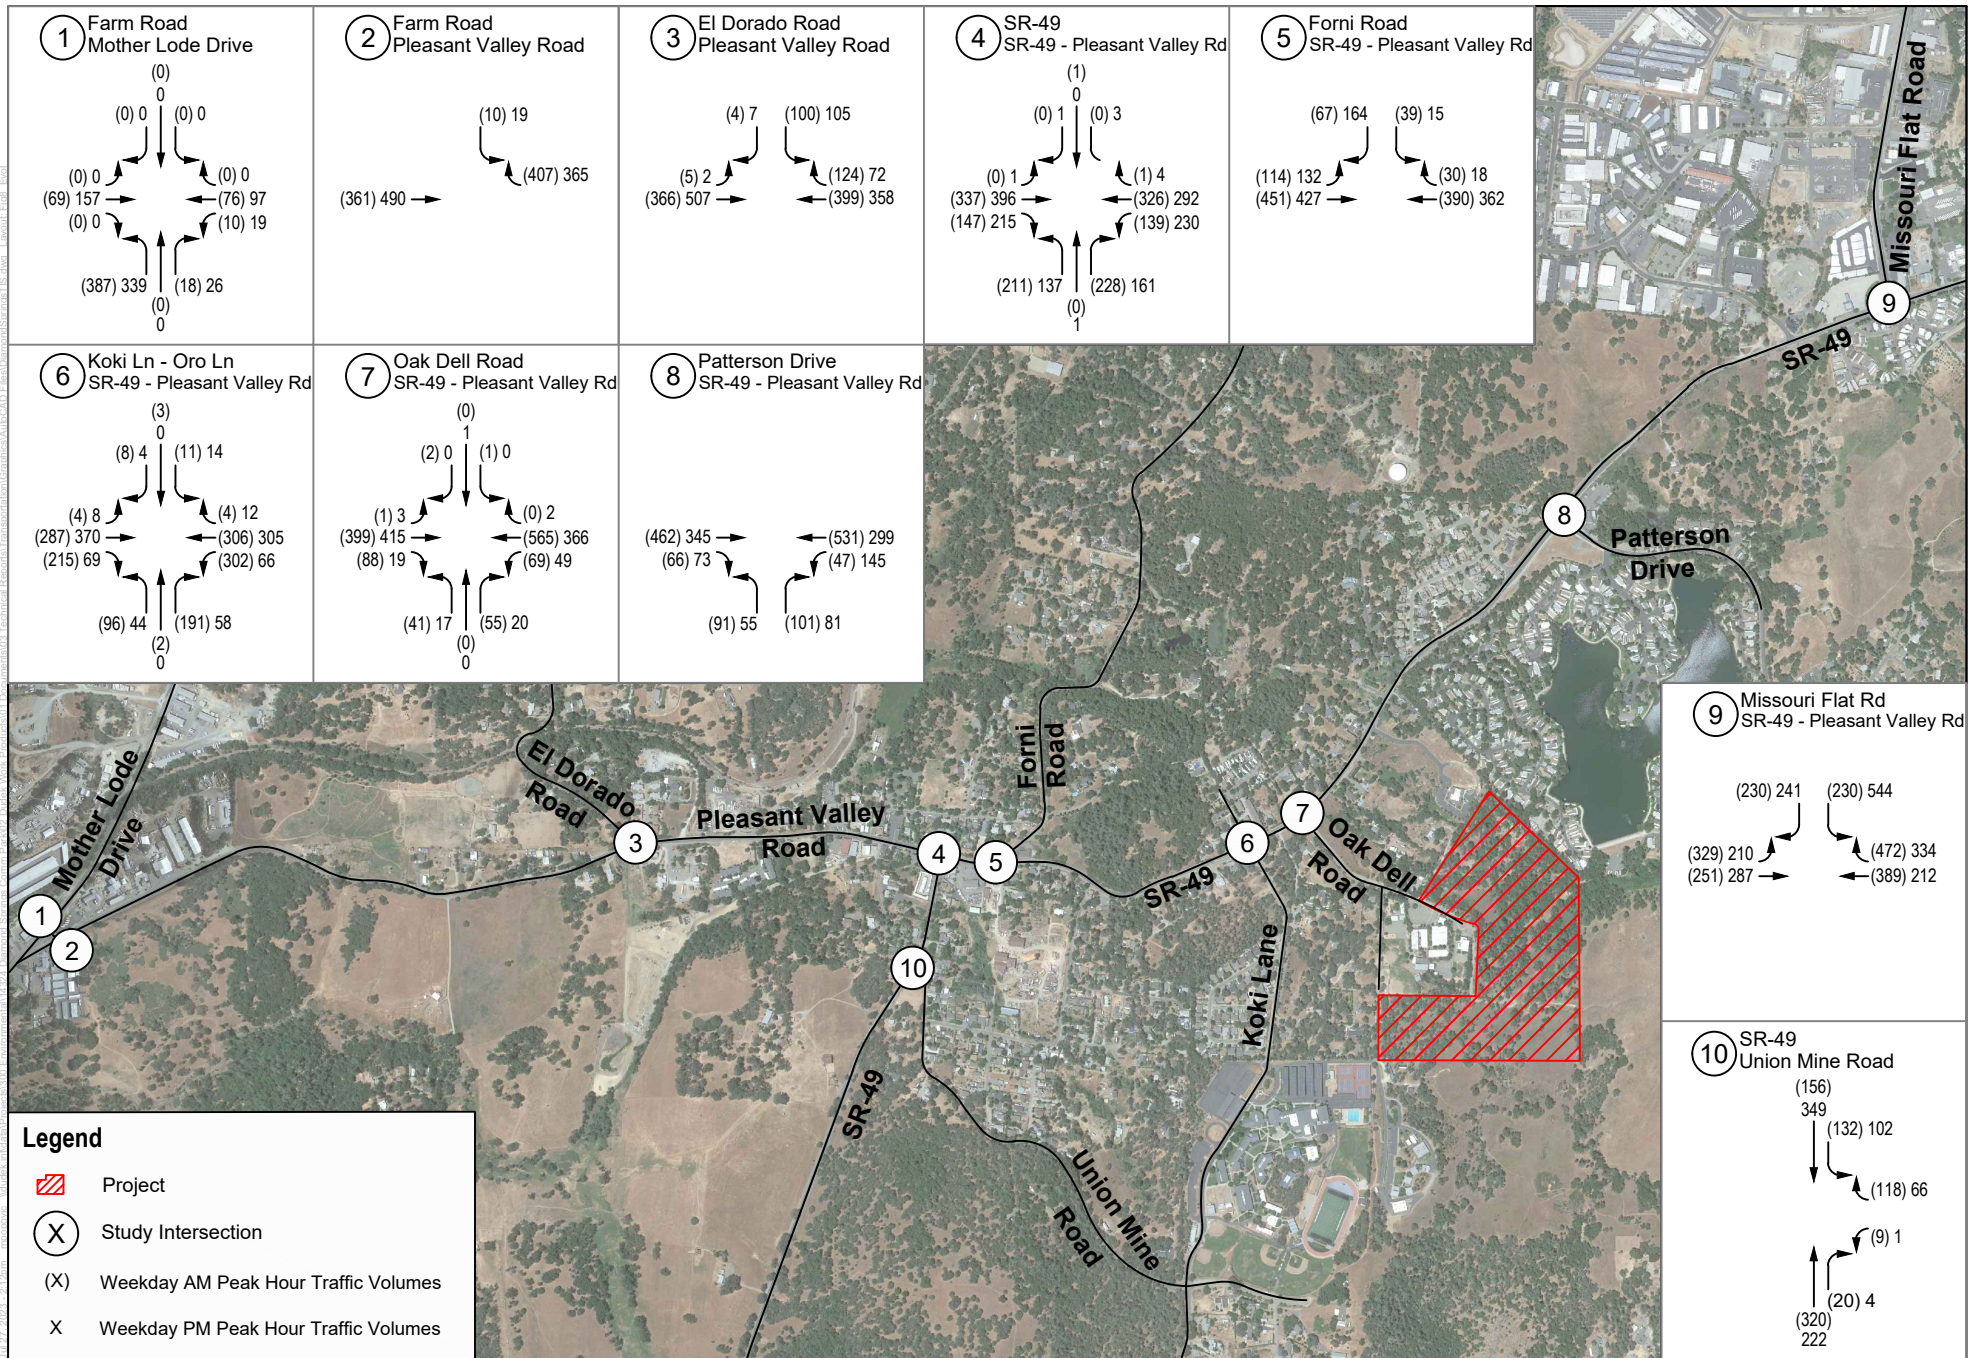 1 Farm Road
Mother Lode Drive
(0)
0
(0) 0 (0) 0
(0) 0 (0) 0
(69) 157 (76) 97
(0) 0 (10) 19
(387) 339 (18) 26
(0)
0
2 Farm Road
Pleasant Valley Road
(10) 19
(407) 365
(361) 490
3 El Dorado Road
Pleasant Valley Road
(4) 7 (100) 105
(5) 2 (124) 72
(366) 507 (399) 358
4 SR-49
SR-49 - Pleasant Valley Rd
(1)
0
(0) 1 (0) 3
(0) 1 (1) 4
(337) 396 (326) 292
(147) 215 (139) 230
(211) 137 (228) 161
(0)
1
5 Forni Road
SR-49 - Pleasant Valley Rd
(67) 164 (39) 15
(114) 132 (30) 18
(451) 427 (390) 362
6 Koki Ln - Oro Ln
SR-49 - Pleasant Valley Rd
(3)
0
(8) 4 (11) 14
(4) 8 (4) 12
(287) 370 (306) 305
(215) 69 (302) 66
(96) 44 (191) 58
(2)
0
7 Oak Dell Road
SR-49 - Pleasant Valley Rd
(0)
1
(2) 0 (1) 0
(1) 3 (0) 2
(399) 415 (565) 366
(88) 19 (69) 49
(41) 17 (55) 20
(0)
0
8 Patterson Drive
SR-49 - Pleasant Valley Rd
(462) 345 (531) 299
(66) 73 (47) 145
(91) 55 (101) 81
9 Missouri Flat Rd
SR-49 - Pleasant Valley Rd
(230) 241 (230) 544
(329) 210 (472) 334
(251) 287 (389) 212
10 SR-49
Union Mine Road
(156)
349
(132) 102
(118) 66
(9) 1
(20) 4
(320)
222
Missouri Flat Road
9
SR-49
8
Patterson
Drive
Forni
Road
El Dorado
Road
Mother Lode
Drive
Pleasant Valley
Road
1
2
3
4
5
6
7
Oak Dell
Road
SR-49
10
Koki Lane
SR-49
Union Mine
Road
Legend
Project
X Study Intersection
(X) Weekday AM Peak Hour Traffic Volumes
X Weekday PM Peak Hour Traffic Volumes